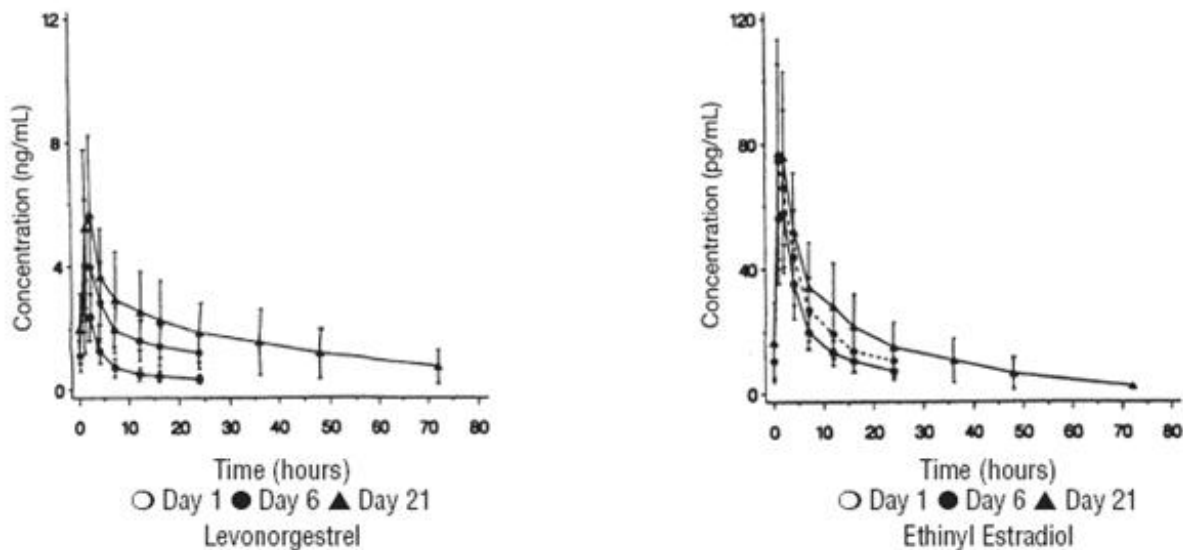 Concentration (ng/mL)
12
8
4
0
0 10 20 30 40 50 60 70 80
Time (hours)
Day 1 Day 6 Day 21
Levonorgestrel
Concentration (pg/mL)
120
80
40
0
0 10 20 30 40 50 60 70 80
Time (hours)
Day 1 Day 6 Day 21
Ethinyl Estradiol